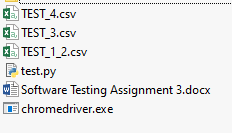 TEST_4.csv
TEST_3.csv
TEST_1_2.csv
test.py
Software Testing Assignment 3.docx
chromedriver.exe